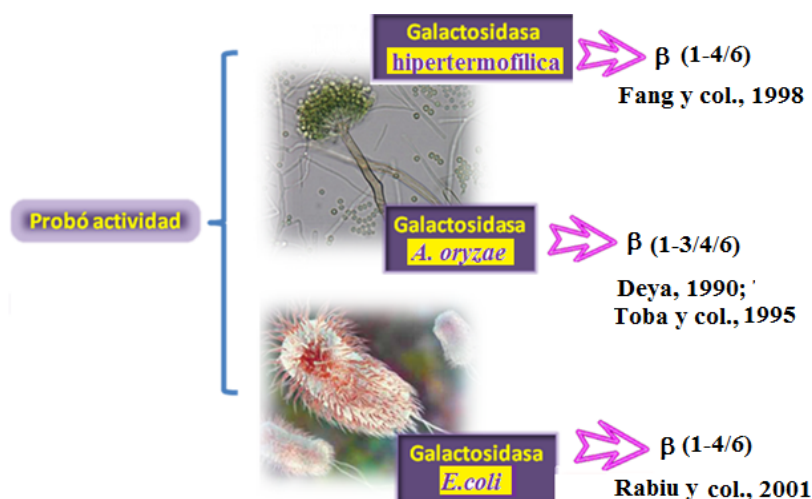 Galactosidasa
hipertermofílica
β (1-4/6)
Fang y col., 1998
Probó actividad
Galactosidasa
A. oryzae
β (1-3/4/6)
Deya, 1990;
Toba y col., 1995
Galactosidasa
E.coli
β (1-4/6)
Rabiu y col., 2001